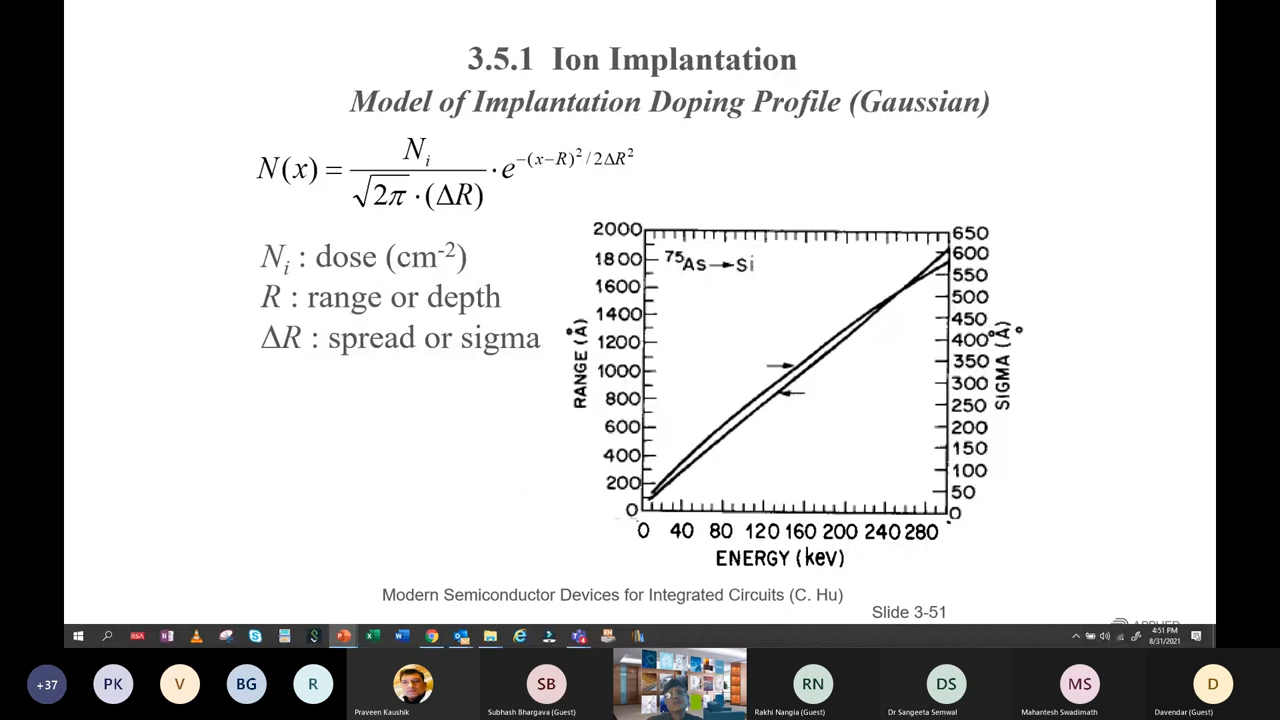 3.5.1 Ion Implantation
Model of Implantation Doping Profile (Gaussian)
N(x) = N_i / (√2π · (ΔR)) · e^{-(x-R)²/2ΔR²}
N_i : dose (cm⁻²)
R : range or depth
ΔR : spread or sigma
⁷⁵As→Si
RANGE (Å)
2000
1800
1600
1400
1200
1000
800
600
400
200
0
650
600
550
500
450
400
350
300
250
200
150
100
50
0
SIGMA (Å)
0 40 80 120 160 200 240 280
ENERGY (keV)
Modern Semiconductor Devices for Integrated Circuits (C. Hu)
Slide 3-51
RSA
4:51 PM
8/31/2021
+37
PK
V
BG
R
Praveen Kaushik
SB
Subhash Bhargava (Guest)
RN
Rakhi Nangia (Guest)
DS
Dr Sangeeta Semwal
MS
Mahantesh Swadimath
D
Davendar (Guest)